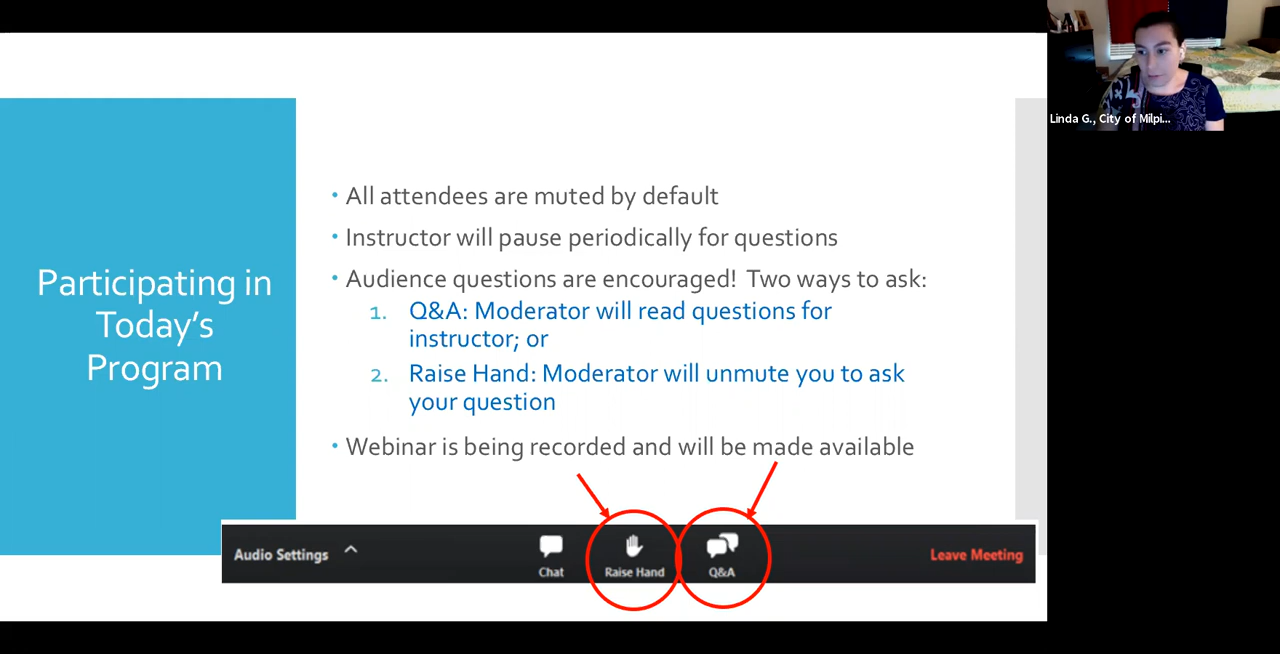 Participating in
Today's
Program
• All attendees are muted by default
• Instructor will pause periodically for questions
• Audience questions are encouraged! Two ways to ask:
1. Q&A: Moderator will read questions for
instructor; or
2. Raise Hand: Moderator will unmute you to ask
your question
• Webinar is being recorded and will be made available
Audio Settings
Chat
Raise Hand
Q&A
Leave Meeting
Linda G., City of Milpi...